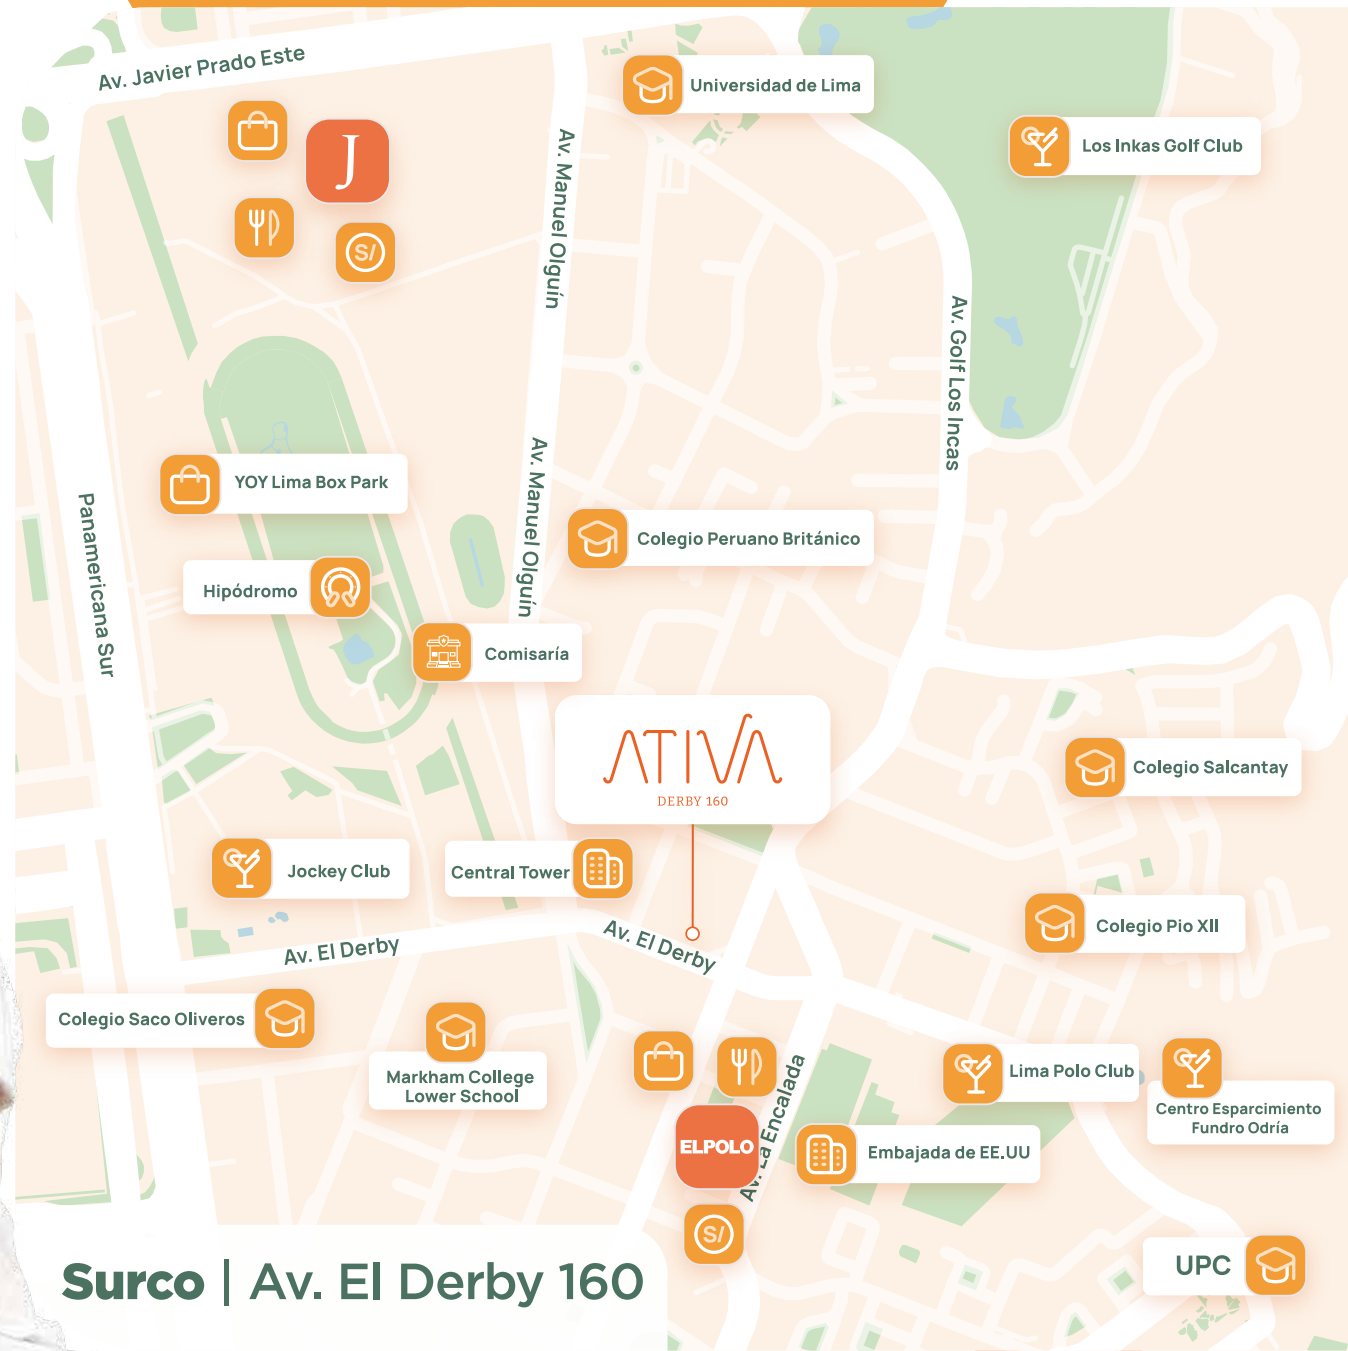 Av. Javier Prado Este
Universidad de Lima
J
Los Inkas Golf Club
Av. Manuel Olguín
S/
Av. Golf Los Incas
YOY Lima Box Park
Av. Manuel Olguín
Panamericana Sur
Colegio Peruano Británico
Hipódromo
Comisaría
ATIVA
DERBY 160
Colegio Salcantay
Jockey Club
Central Tower
Colegio Pio XII
Av. El Derby
Av. El Derby
Colegio Saco Oliveros
Markham College
Lower School
Lima Polo Club
Centro Esparcimiento
Fundro Odría
ELPOLO
Av. La Encalada
Embajada de EE.UU
S/
UPC
Surco | Av. El Derby 160